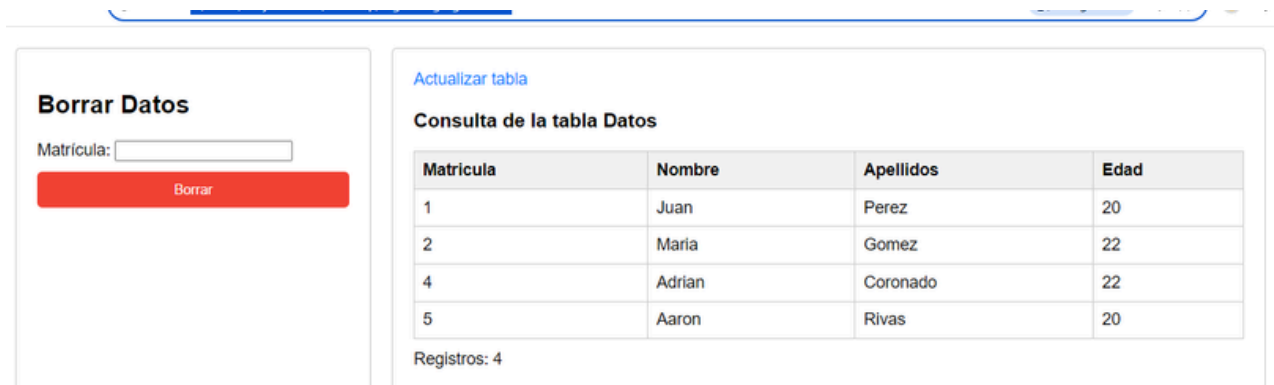 Borrar Datos
Matrícula:
Borrar
Actualizar tabla
Consulta de la tabla Datos
Matricula Nombre Apellidos Edad
1 Juan Perez 20
2 Maria Gomez 22
4 Adrian Coronado 22
5 Aaron Rivas 20
Registros: 4